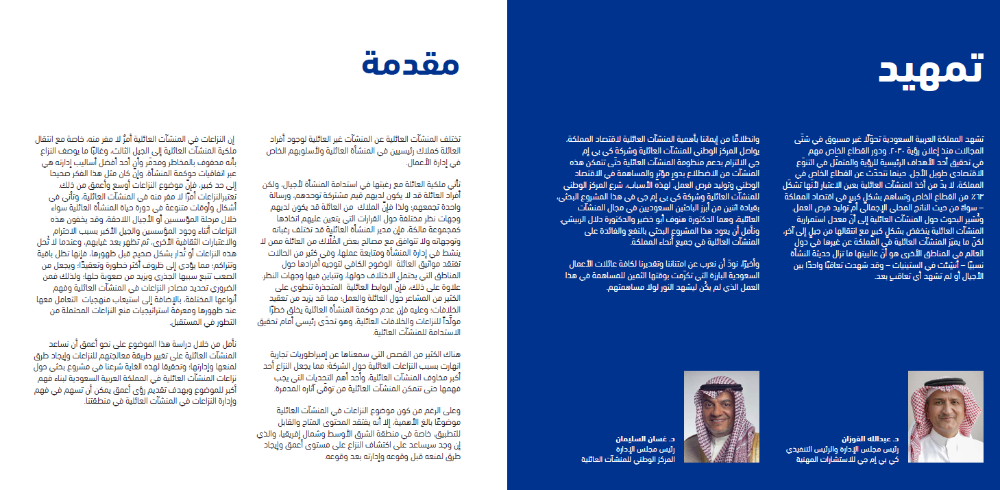 تمهيد
تشهد المملكة العربية السعودية تحوّلًا غير مسبوق في شتّى
المجالات منذ إعلان رؤية ٢٠٣٠. ودور القطاع الخاص مهم
في تحقيق أحد الأهداف الرئيسية للرؤية والمتمثّل في التنوّع
الاقتصادي طويل الأجل. حينما نتحدّث عن القطاع الخاص في
المملكة، لا بدّ من أخذ المنشآت العائلية بعين الاعتبار لأنها تشكّل
٦٣٪ من القطاع الخاص وتساهم بشكلٍ كبيرٍ في اقتصاد المملكة
– سواءً من حيث الناتج المحلي الإجمالي أم توليد فرص العمل.
وتُشير البحوث حول المنشآت العائلية إلى أنّ معدل استمرارية
المنشآت العائلية ينخفض بشكلٍ كبيرٍ مع انتقالها من جيلٍ إلى آخر،
لكنّ ما يميّز المنشآت العائلية في المملكة عن غيرها في دول
العالم في المناطق الأخرى هو أنّ غالبيتها ما تزال حديثة النشأة
نسبيًا – أُنشِئَت في الستينيات – وقد شهدت تعاقبًا واحدًا بين
الأجيال أو لم تشهد أي تعاقبٍ بعد.
وانطلاقًا من إيماننا بأهمية المنشآت العائلية لاقتصاد المملكة،
يواصل المركز الوطني للمنشآت العائلية وشركة كي بي إم
جي الالتزام بدعم منظومة المنشآت العائلية حتّى تتمكن هذه
المنشآت من الاضطلاع بدورٍ مؤثرٍ والمساهمة في الاقتصاد
الوطني وتوليد فرص العمل. لهذه الأسباب، شرع المركز الوطني
للمنشآت العائلية وشركة كي بي إم جي في هذا المشروع البحثي،
بقيادة اثنين من أبرز الباحثين السعوديين في مجال المنشآت
العائلية، وهما الدكتورة هنوف أبو خضير والدكتورة دلال الربيشي.
ونأمل أن يعود هذا المشروع البحثي بالنفع والفائدة على
المنشآت العائلية في جميع أنحاء المملكة.
وأخيرًا، نودّ أن نعرب عن امتناننا وتقديرنا لكافة عائلات الأعمال
السعودية البارزة التي تكرّمت بوقتها الثمين للمساهمة في هذا
العمل الذي لم يكُن ليشهد النور لولا مساهمتهم.
د. عبدالله الفوزان
رئيس مجلس الإدارة والرئيس التنفيذي
كي بي إم جي للاستشارات المهنية
د. غسان السليمان
رئيس مجلس الإدارة
المركز الوطني للمنشآت العائلية
مقدمة
تختلف المنشآت العائلية عن المنشآت غير العائلية لوجود أفراد
العائلة كملاك رئيسيين في المنشأة العائلية ولأسلوبهم الخاص
في إدارة الأعمال.
تأتي ملكية العائلة مع رغبتها في استدامة المنشأة لأجيال، ولكن
أفراد العائلة قد لا يكون لديهم قيم مشتركة توحدهم، ورسالة
واحدة تجمعهم؛ ولذا فإنّ الملاك من العائلة قد يكون لديهم
وجهات نظر مختلفة حول القرارات التي يتعين عليهم اتخاذها
كمجموعة مالكة، فإن مدير المنشأة العائلية قد تختلف رغباته
وتوجهاته ولا تتوافق مع مصالح بعض المُلّاك من العائلة ممن لا
ينشط في إدارة المنشأة ومتابعة عملها، وفي كثير من الحالات
تفتقد مواثيق العائلة الوضوح الكافي لتوجيه أفرادها حول
المناطق التي يحتمل الاختلاف حولها، وتتباين فيها وجهات النظر.
علاوة على ذلك، فإنّ الروابط العائلية المتجذرة تنطوي على
الكثير من المشاعر حول العائلة والعمل؛ مما قد يزيد من تعقيد
الخلافات؛ وعليه فإن عدم حوكمة المنشأة العائلية يخلق خطرًا
مولّداً للنزاعات والخلافات العائلية، وهو تحدّي رئيسي أمام تحقيق
الاستدامة للمنشآت العائلية.
هناك الكثير من القصص التي سمعناها عن إمبراطوريات تجارية
انهارت بسبب النزاعات العائلية حول الشركة؛ مما يجعل النزاع أحد
أكبر مخاوف المنشآت العائلية، وأحد أهم التحديات التي يجب
فهمها حتى تتمكن المنشآت العائلية من توقّي آثاره المدمرة.
وعلى الرغم من كون موضوع النزاعات في المنشآت العائلية
موضوعًا بالغ الأهمية، إلا أنه يفتقد المحتوى المتاح والقابل
للتطبيق، خاصة في منطقة الشرق الأوسط وشمال إفريقيا، والذي
إن وجد سيساعد على اكتشاف النزاع على مستوى أعمق وإيجاد
طرق لمنعه قبل وقوعه وإدارته بعد وقوعه.
إن النزاعات في المنشآت العائلية أمرٌ لا مفر منه، خاصة مع انتقال
ملكية المنشآت العائلية إلى الجيل الثالث، وغالبًا ما يوصف النزاع
بأنه محفوف بالمخاطر ومدمّر وأن أحد أفضل أساليب إدارته هي
عبر اتفاقيات حوكمة المنشأة، وإنّ كان مثل هذا الفكر صحيحا
إلى حد كبير، فإنّ موضوع النزاعات أوسع وأعمق من ذلك.
تعتبرالنزاعات أمرًا لا مفر منه في المنشآت العائلية، وتأتي في
أشكال وأوقات متنوعة في دورة حياة المنشأة العائلية سواء
خلال مرحلة المؤسسين أو الأجيال اللاحقة، وقد يخفون هذه
النزاعات أثناء وجود المؤسسين والجيل الأكبر بسبب الاحترام
والاعتبارات الثقافية الأخرى، ثم تظهر بعد غيابهم، وعندما لا تُحل
هذه النزاعات أو تُدار بشكل صحيح قبل ظهورها، فإنها تظل باقية
وتتراكم؛ مما يؤدي إلى ظروف أكثر خطورة وتعقيدًا؛ ويجعل من
الصعب تتبع سببها الجذري ويزيد من صعوبة حلها؛ ولذلك فمن
الضروري تحديد مصادر النزاعات في المنشآت العائلية وفهم
أنواعها المختلفة، بالإضافة إلى استيعاب منهجيات التعامل معها
عند ظهورها ومعرفة استراتيجيات منع النزاعات المحتملة من
التطور في المستقبل.
نأمل من خلال دراسة هذا الموضوع على نحو أعمق أن نساعد
المنشآت العائلية على تغيير طريقة معالجتهم للنزاعات وإيجاد طرق
لمنعها وإدارتها؛ وتحقيقا لهذه الغاية شرعنا في مشروع بحثي حول
نزاعات المنشآت العائلية في المملكة العربية السعودية لبناء فهم
أكبر للموضوع وبهدف تقديم رؤى أعمق يمكن أن تسهم في فهم
وإدارة النزاعات في المنشآت العائلية في منطقتنا.